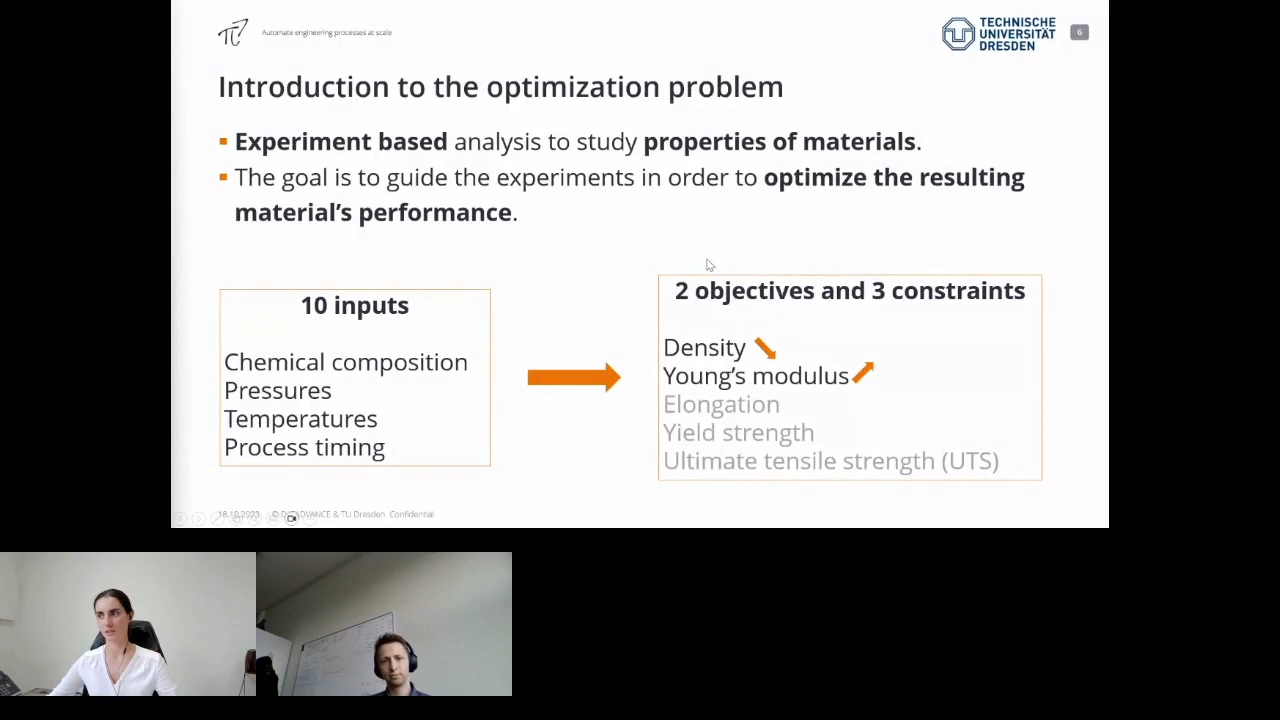 Automate engineering processes at scale
TECHNISCHE
UNIVERSITÄT
DRESDEN
6
Introduction to the optimization problem
Experiment based analysis to study properties of materials.
The goal is to guide the experiments in order to optimize the resulting
material's performance.
10 inputs
Chemical composition
Pressures
Temperatures
Process timing
2 objectives and 3 constraints
Density
Young's modulus
Elongation
Yield strength
Ultimate tensile strength (UTS)
18.10.2023 © DATADVANCE & TU Dresden Confidential